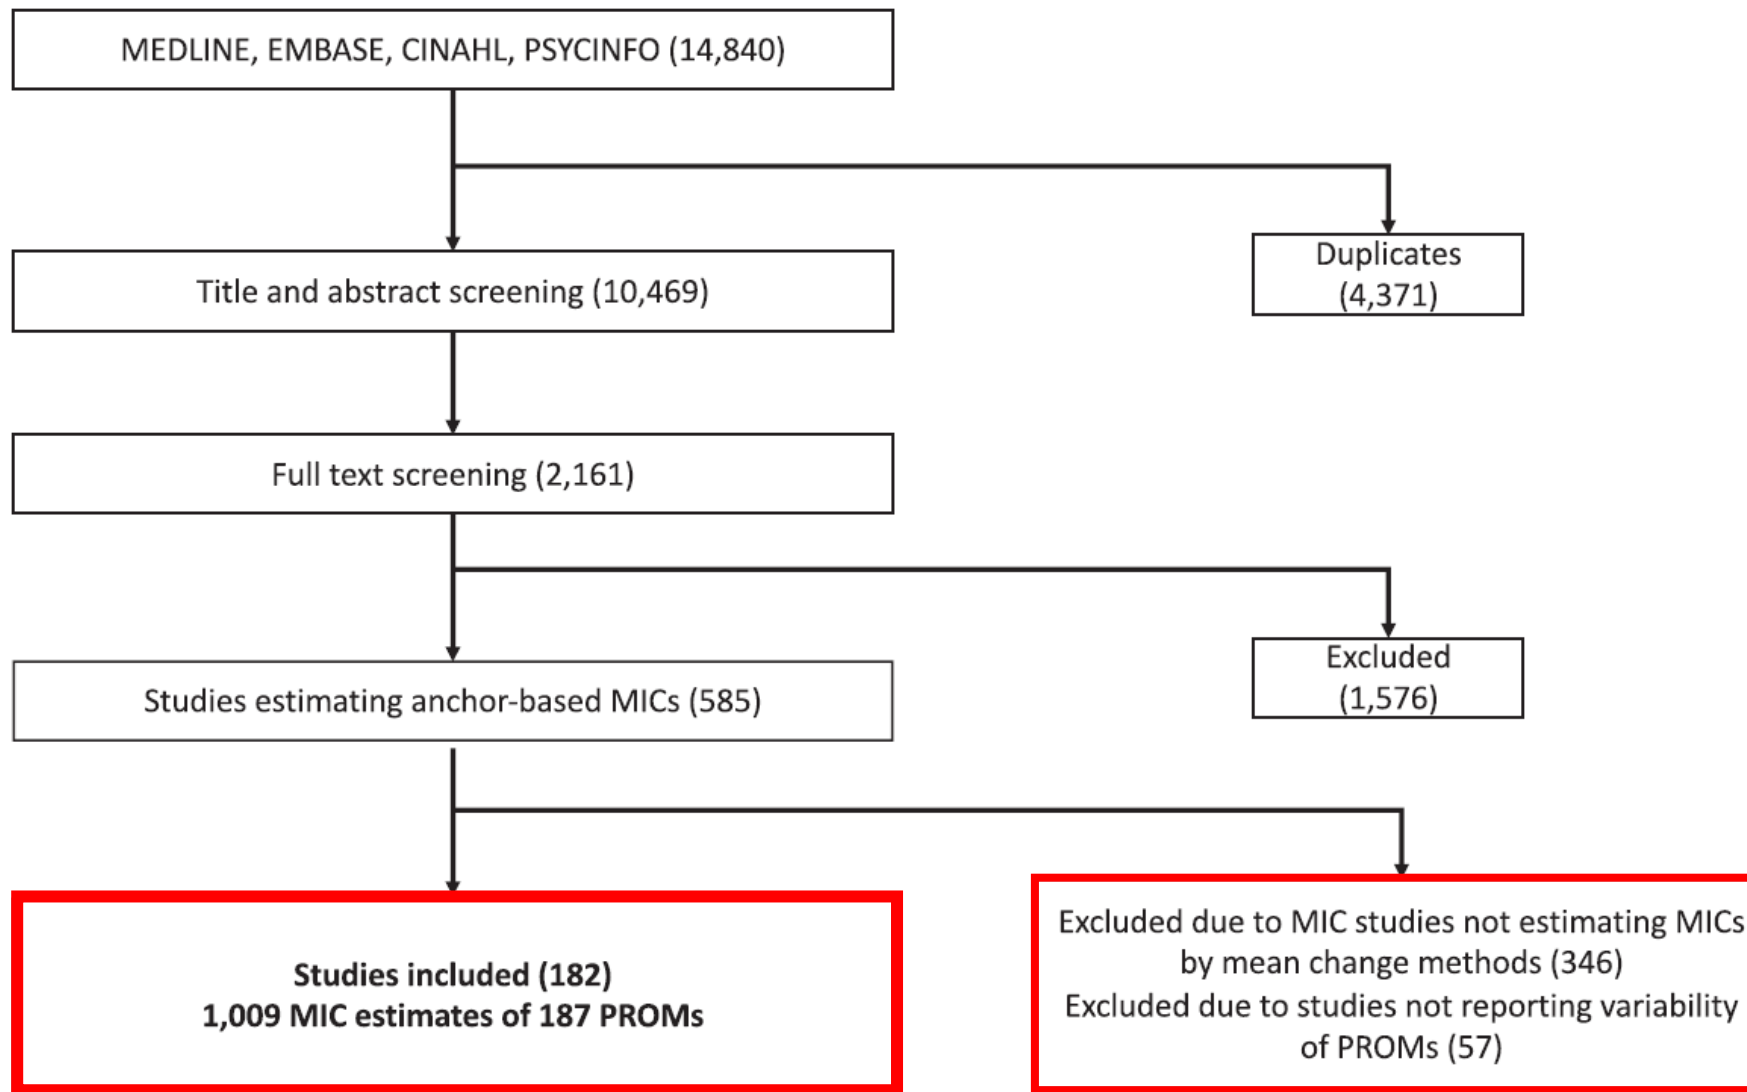 MEDLINE, EMBASE, CINAHL, PSYCINFO (14,840)
Duplicates
(4,371)
Title and abstract screening (10,469)
Full text screening (2,161)
Excluded
(1,576)
Studies estimating anchor-based MICs (585)
Excluded due to MIC studies not estimating MICs
by mean change methods (346)
Excluded due to studies not reporting variability
of PROMs (57)
Studies included (182)
1,009 MIC estimates of 187 PROMs